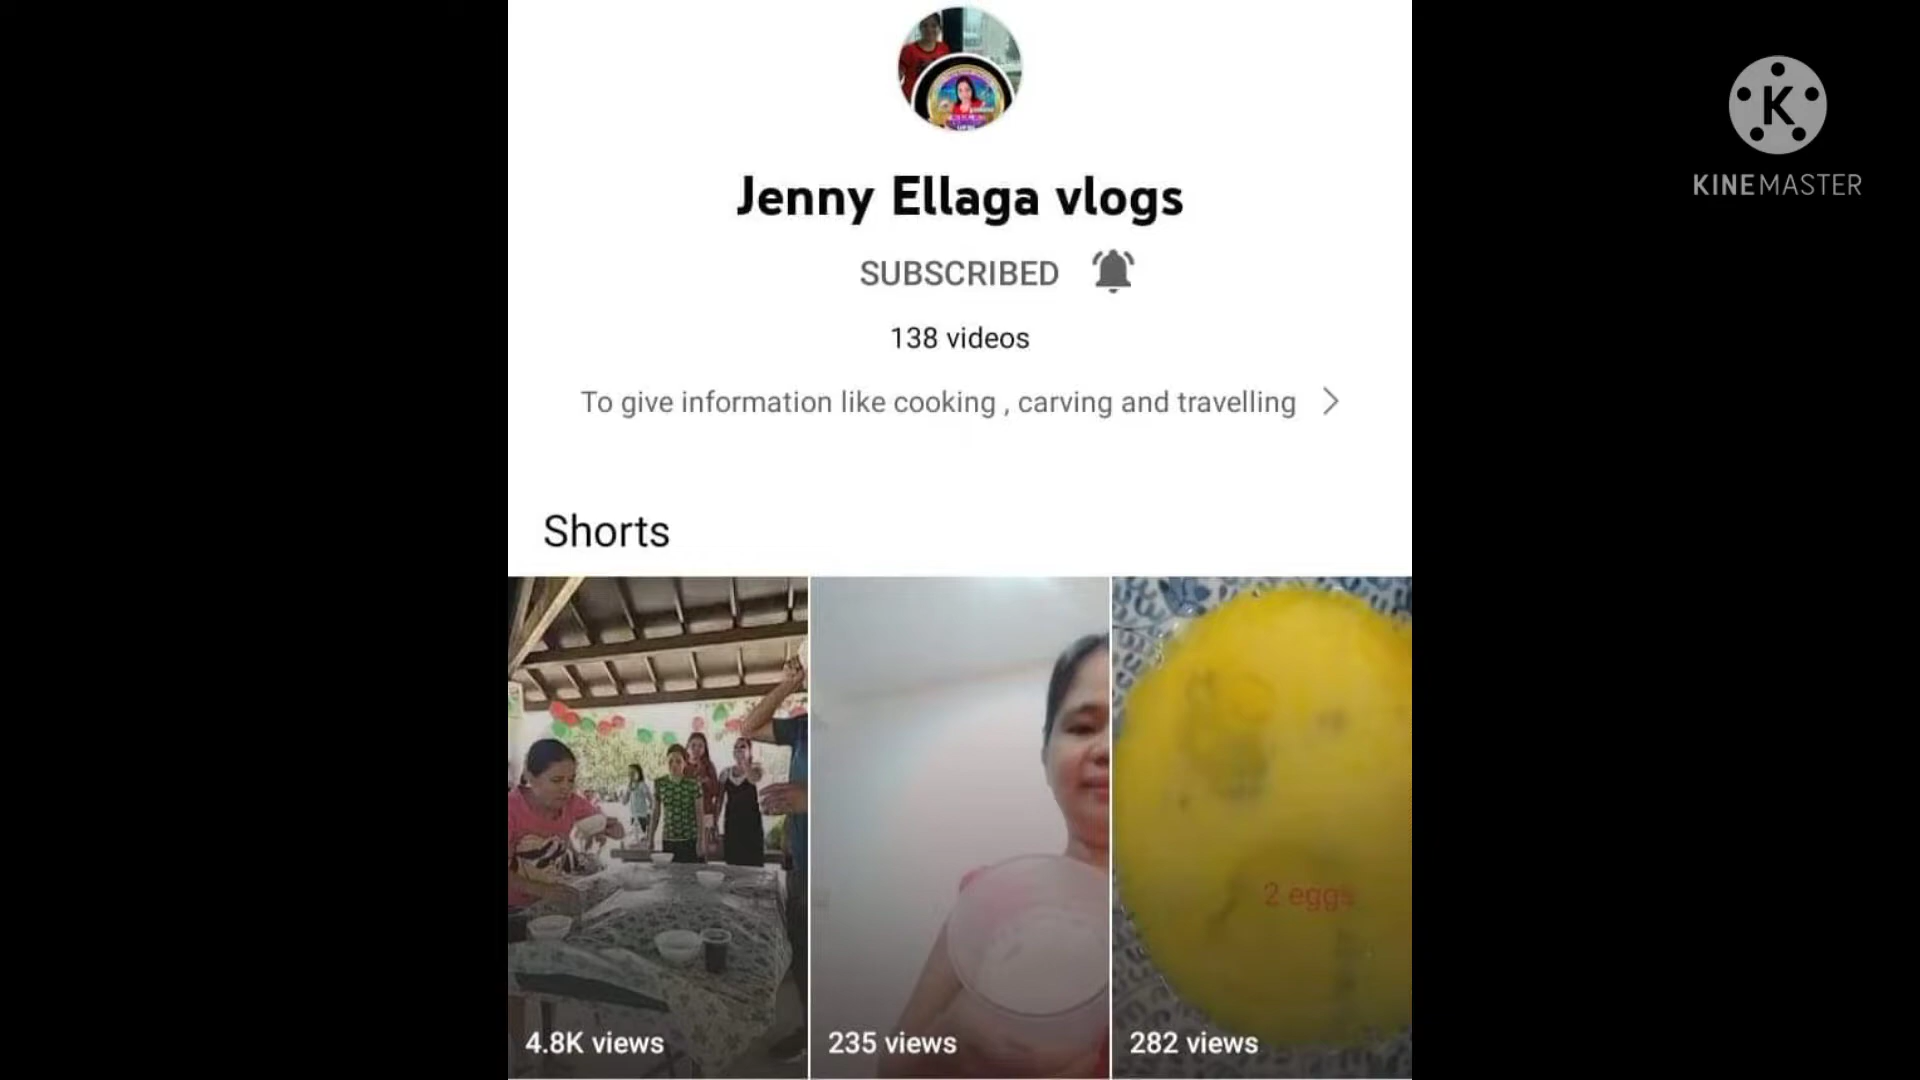 Jenny Ellaga vlogs
SUBSCRIBED
138 videos
To give information like cooking , carving and travelling
Shorts
2 eggs
4.8K views
235 views
282 views
K
KINEMASTER